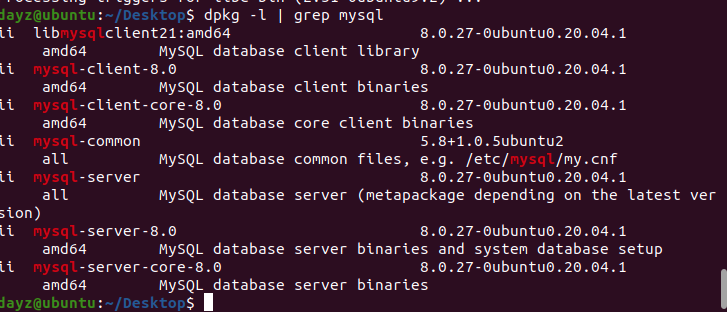 dayz@ubuntu:~/Desktop$ dpkg -l | grep mysql
ii  libmysqlclient21:amd64                     8.0.27-0ubuntu0.20.04.1
     amd64        MySQL database client library
ii  mysql-client-8.0                           8.0.27-0ubuntu0.20.04.1
     amd64        MySQL database client binaries
ii  mysql-client-core-8.0                      8.0.27-0ubuntu0.20.04.1
     amd64        MySQL database core client binaries
ii  mysql-common                               5.8+1.0.5ubuntu2
     all          MySQL database common files, e.g. /etc/mysql/my.cnf
ii  mysql-server                               8.0.27-0ubuntu0.20.04.1
     all          MySQL database server (metapackage depending on the latest ver
sion)
ii  mysql-server-8.0                           8.0.27-0ubuntu0.20.04.1
     amd64        MySQL database server binaries and system database setup
ii  mysql-server-core-8.0                      8.0.27-0ubuntu0.20.04.1
     amd64        MySQL database server binaries
dayz@ubuntu:~/Desktop$